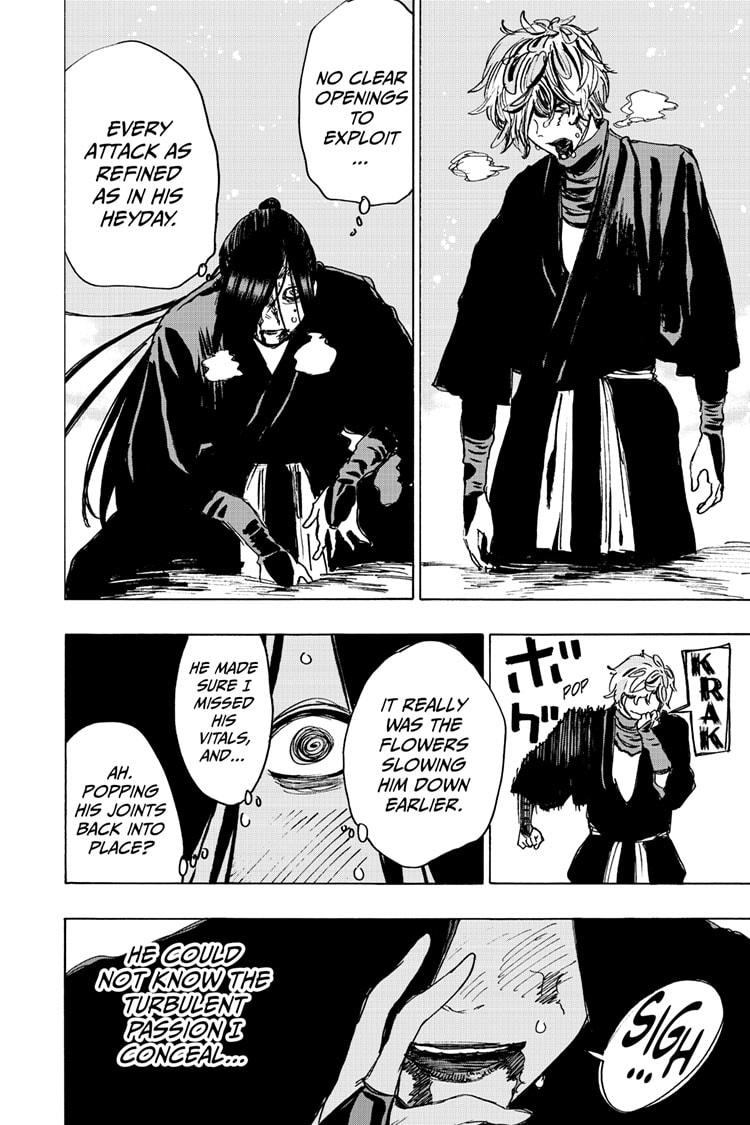 NO CLEAR
OPENINGS
TO
EXPLOIT
...
EVERY
ATTACK AS
REFINED
AS IN HIS
HEYDAY.
ボグ
POP
KRAK
IT REALLY
WAS THE
FLOWERS
SLOWING
HIM DOWN
EARLIER.
HE MADE
SURE I
MISSED
HIS
VITALS,
AND...
AH.
POPPING
HIS JOINTS
BACK INTO
PLACE?
HE COULD
NOT KNOW THE
TURBULENT
PASSION I
CONCEAL...
SIGH
...